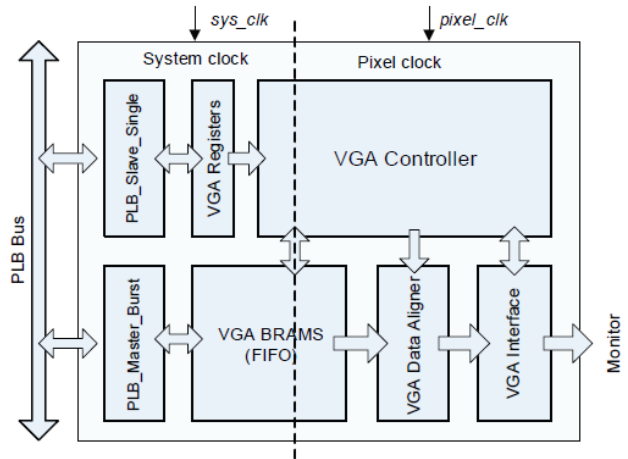 sys_clk
pixel_clk
System clock
Pixel clock
PLB Bus
PLB_Slave_Single
VGA Registers
VGA Controller
PLB_Master_Burst
VGA BRAMS
(FIFO)
VGA Data Aligner
VGA Interface
Monitor